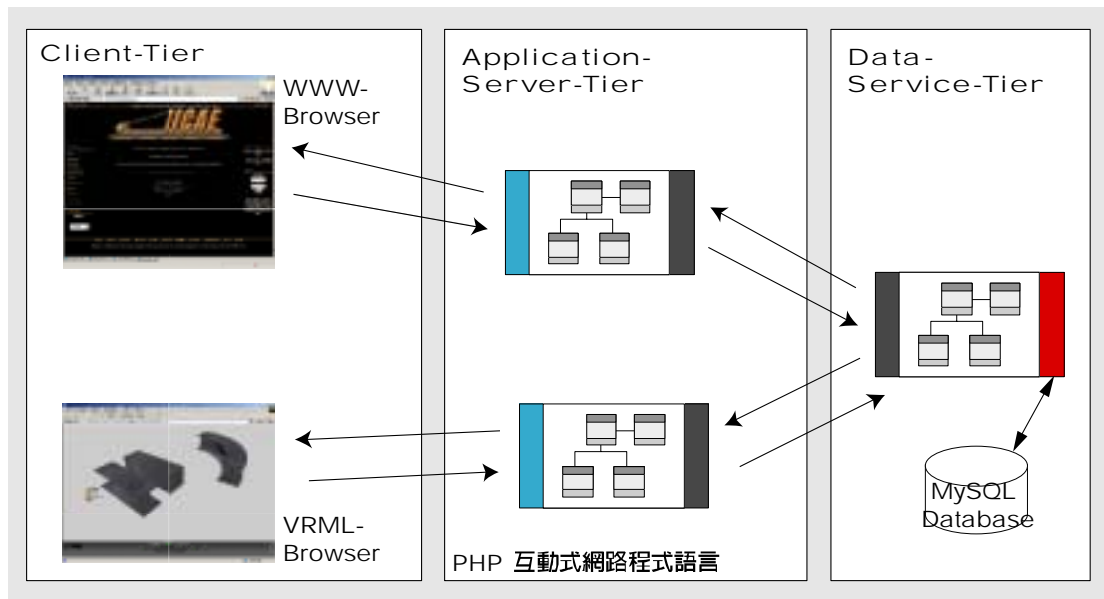 Client-Tier
WWW-
Browser
VRML-
Browser
Application-
Server-Tier
PHP 互動式網路程式語言
Data-
Service-Tier
MySQL
Database